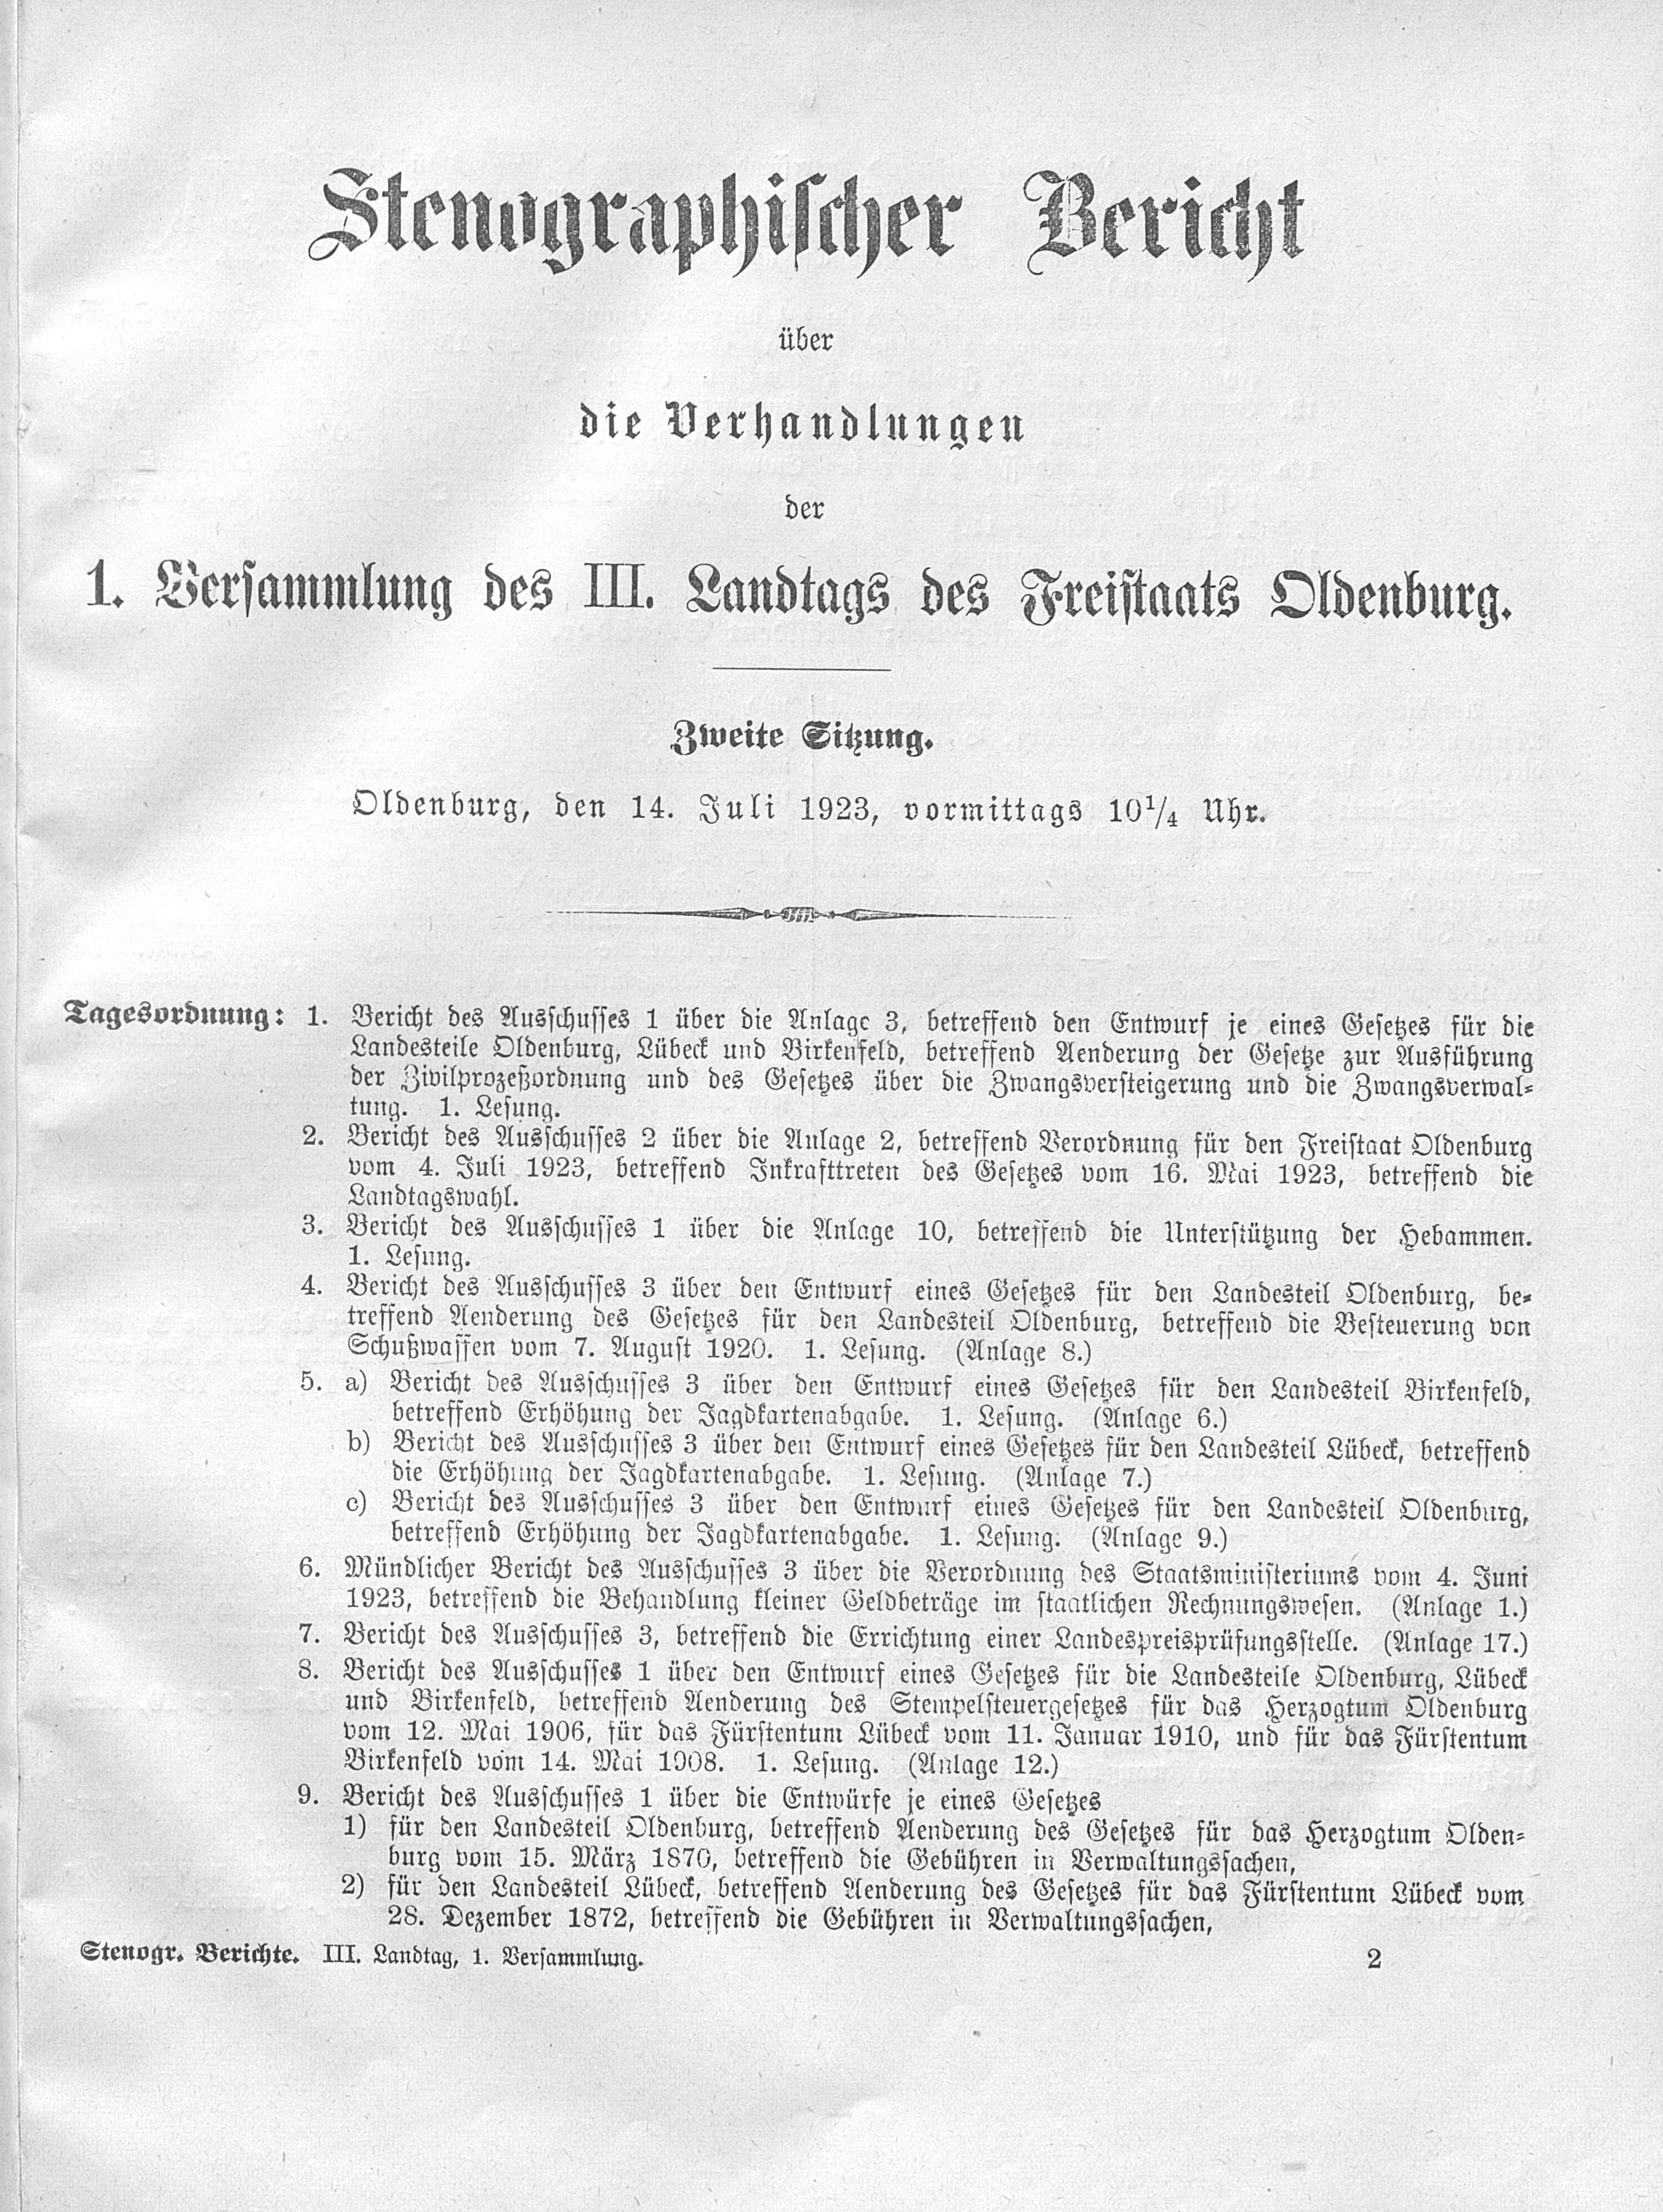 Stenographischer Bericht
über
die Verhandlungen
der
1. Versammlung des III. Landtags des Freistaats Oldenburg.
Zweite Sitzung.
Oldenburg, den 14. Juli 1923, vormittags 10¼ Uhr.
Tagesordnung: 1. Bericht des Ausschusses 1 über die Anlage 3, betreffend den Entwurf je eines Gesetzes für die
Landesteile Oldenburg, Lübeck und Birkenfeld, betreffend Aenderung der Gesetze zur Ausführung
der Zivilprozeßordnung und des Gesetzes über die Zwangsversteigerung und die Zwangsverwal-
tung. 1. Lesung.
2. Bericht des Ausschusses 2 über die Anlage 2, betreffend Verordnung für den Freistaat Oldenburg
vom 4. Juli 1923, betreffend Inkrafttreten des Gesetzes vom 16. Mai 1923, betreffend die
Landtagswahl.
3. Bericht des Ausschusses 1 über die Anlage 10, betreffend die Unterstützung der Hebammen.
1. Lesung.
4. Bericht des Ausschusses 3 über den Entwurf eines Gesetzes für den Landesteil Oldenburg, be-
treffend Aenderung des Gesetzes für den Landesteil Oldenburg, betreffend die Besteuerung von
Schußwaffen vom 7. August 1920. 1. Lesung. (Anlage 8.)
5. a) Bericht des Ausschusses 3 über den Entwurf eines Gesetzes für den Landesteil Birkenfeld,
betreffend Erhöhung der Jagdkartenabgabe. 1. Lesung. (Anlage 6.)
b) Bericht des Ausschusses 3 über den Entwurf eines Gesetzes für den Landesteil Lübeck, betreffend
die Erhöhung der Jagdkartenabgabe. 1. Lesung. (Anlage 7.)
c) Bericht des Ausschusses 3 über den Entwurf eines Gesetzes für den Landesteil Oldenburg,
betreffend Erhöhung der Jagdkartenabgabe. 1. Lesung. (Anlage 9.)
6. Mündlicher Bericht des Ausschusses 3 über die Verordnung des Staatsministeriums vom 4. Juni
1923, betreffend die Behandlung kleiner Geldbeträge im staatlichen Rechnungswesen. (Anlage 1.)
7. Bericht des Ausschusses 3, betreffend die Errichtung einer Landespreisprüfungsstelle. (Anlage 17.)
8. Bericht des Ausschusses 1 über den Entwurf eines Gesetzes für die Landesteile Oldenburg, Lübeck
und Birkenfeld, betreffend Aenderung des Stempelsteuergesetzes für das Herzogtum Oldenburg
vom 12. Mai 1906, für das Fürstentum Lübeck vom 11. Januar 1910, und für das Fürstentum
Birkenfeld vom 14. Mai 1908. 1. Lesung. (Anlage 12.)
9. Bericht des Ausschusses 1 über die Entwürfe je eines Gesetzes
1) für den Landesteil Oldenburg, betreffend Aenderung des Gesetzes für das Herzogtum Olden-
burg vom 15. März 1870, betreffend die Gebühren in Verwaltungssachen,
2) für den Landesteil Lübeck, betreffend Aenderung des Gesetzes für das Fürstentum Lübeck vom
28. Dezember 1872, betreffend die Gebühren in Verwaltungssachen,
Stenogr. Berichte. III. Landtag, 1. Versammlung. 2